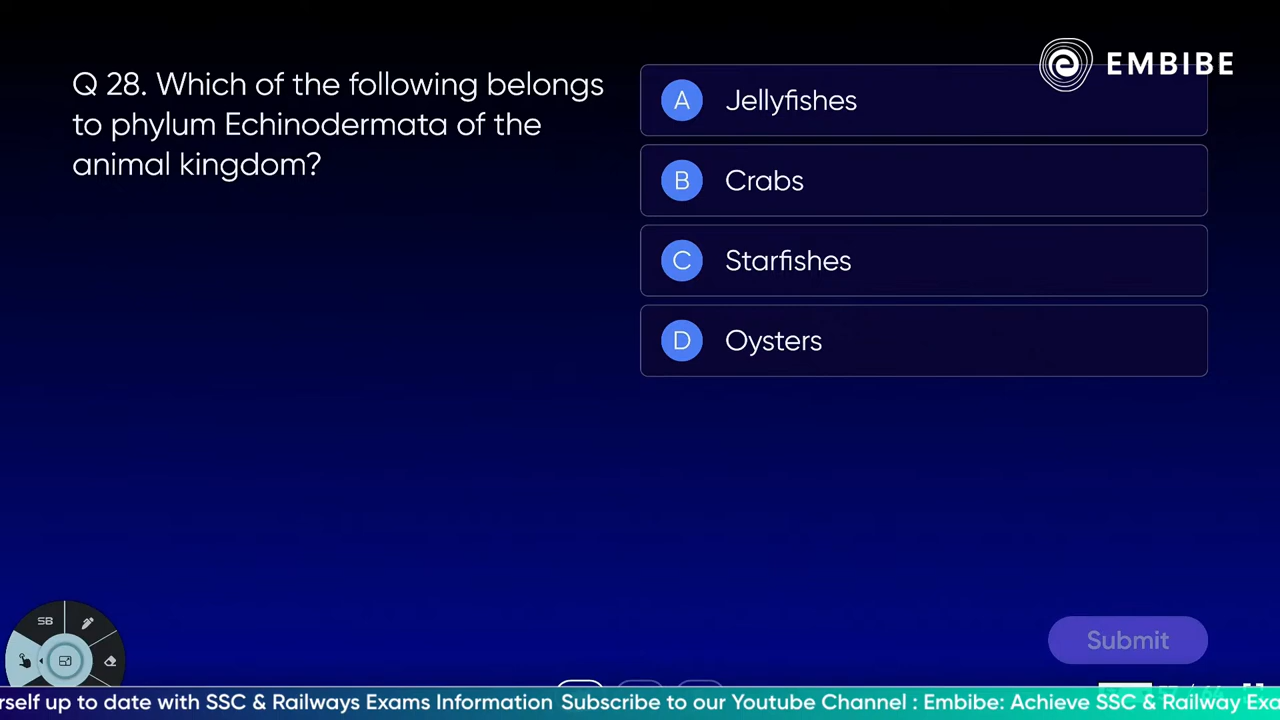 EMBIBE
Q 28. Which of the following belongs
to phylum Echinodermata of the
animal kingdom?
A Jellyfishes
B Crabs
C Starfishes
D Oysters
SB
Submit
rself up to date with SSC & Railways Exams Information Subscribe to our Youtube Channel : Embibe: Achieve SSC & Railway Exa